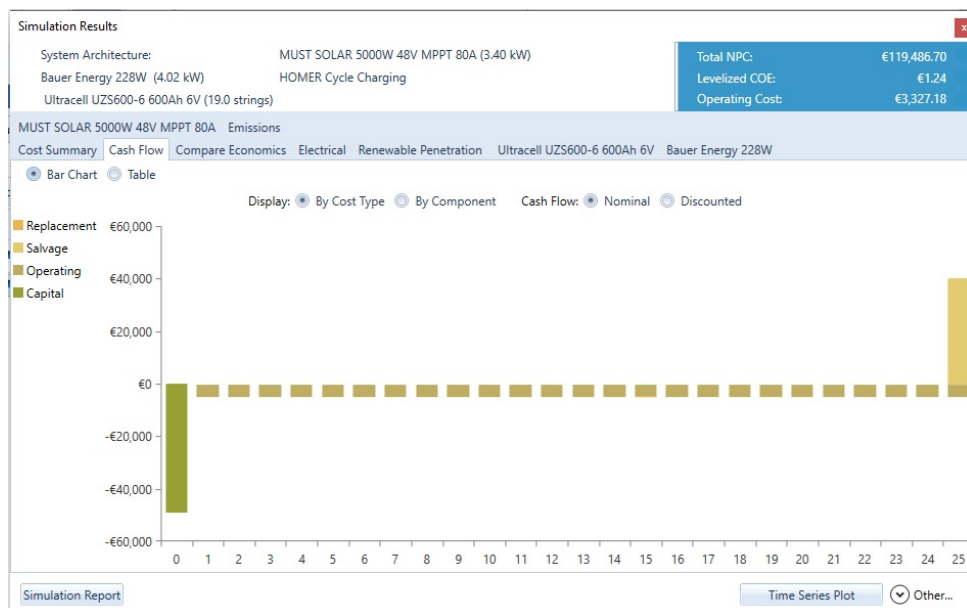 Simulation Results
x
System Architecture:
MUST SOLAR 5000W 48V MPPT 80A (3.40 kW)
Bauer Energy 228W (4.02 kW)
HOMER Cycle Charging
Ultracell UZS600-6 600Ah 6V (19.0 strings)
Total NPC: €119,486.70
Levelized COE: €1.24
Operating Cost: €3,327.18
MUST SOLAR 5000W 48V MPPT 80A Emissions
Cost Summary Cash Flow Compare Economics Electrical Renewable Penetration Ultracell UZS600-6 600Ah 6V Bauer Energy 228W
Bar Chart Table
Display: By Cost Type By Component Cash Flow: Nominal Discounted
Replacement
Salvage
Operating
Capital
€60,000
€40,000
€20,000
€0
-€20,000
-€40,000
-€60,000
0 1 2 3 4 5 6 7 8 9 10 11 12 13 14 15 16 17 18 19 20 21 22 23 24 25
Simulation Report
Time Series Plot
Other...